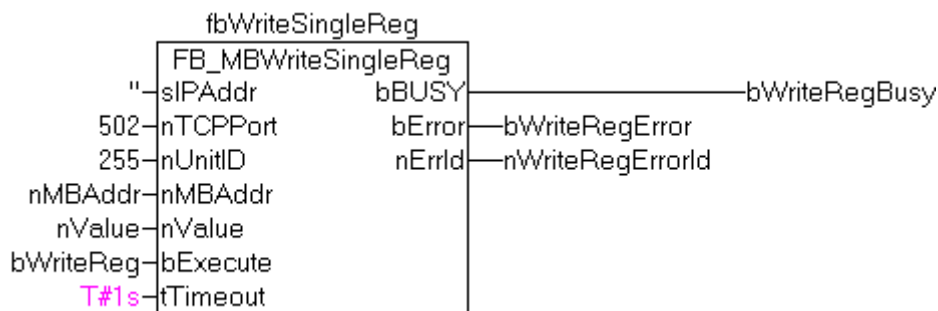 fbWriteSingleReg
FB_MBWriteSingleReg
'' sIPAddr bBUSY bWriteRegBusy
502 nTCPPort bError bWriteRegError
255 nUnitID nErrId nWriteRegErrorId
nMBAddr nMBAddr
nValue nValue
bWriteReg bExecute
T#1s tTimeout